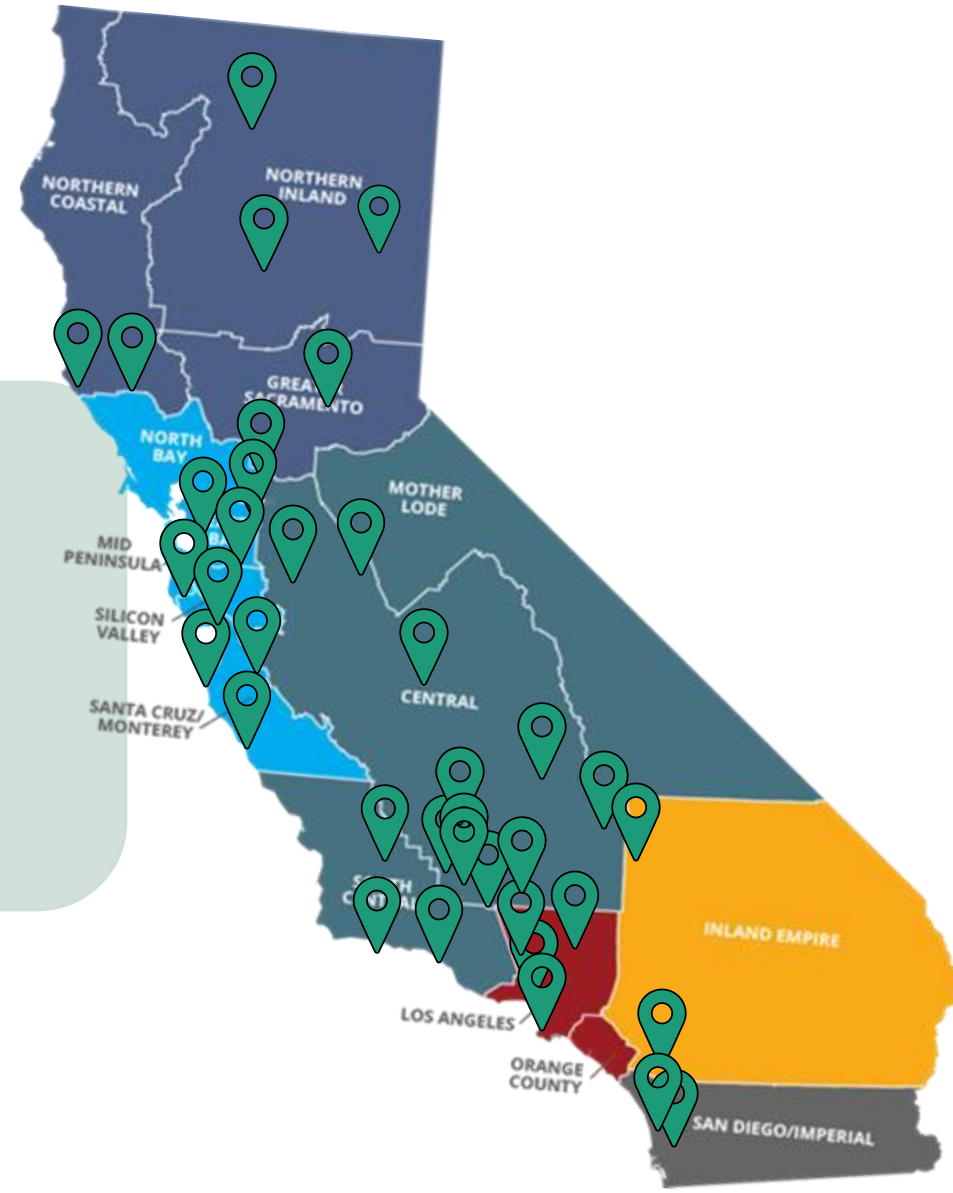 NORTHERN
COASTAL
NORTHERN
INLAND
SACRAMENTO
NORTH
BAY
MOTHER
LODE
MID
PENINSULA
SILICON
VALLEY
CENTRAL
SANTA CRUZ/
MONTEREY
INLAND EMPIRE
LOS ANGELES
ORANGE
COUNTY
SAN DIEGO/IMPERIAL